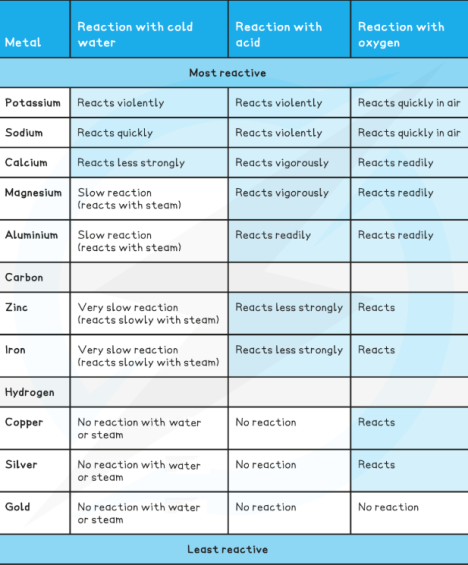 Metal
Reaction with cold
water
Reaction with
acid
Reaction with
oxygen
Most reactive
Potassium
Reacts violently
Reacts violently
Reacts quickly in air
Sodium
Reacts quickly
Reacts violently
Reacts quickly in air
Calcium
Reacts less strongly
Reacts vigorously
Reacts readily
Magnesium
Slow reaction
(reacts with steam)
Reacts vigorously
Reacts readily
Aluminium
Slow reaction
(reacts with steam)
Reacts readily
Reacts readily
Carbon
Zinc
Very slow reaction
(reacts slowly with steam)
Reacts less strongly
Reacts
Iron
Very slow reaction
(reacts slowly with steam)
Reacts less strongly
Reacts
Hydrogen
Copper
No reaction with water
or steam
No reaction
Reacts
Silver
No reaction with water
or steam
No reaction
Reacts
Gold
No reaction with water
or steam
No reaction
No reaction
Least reactive